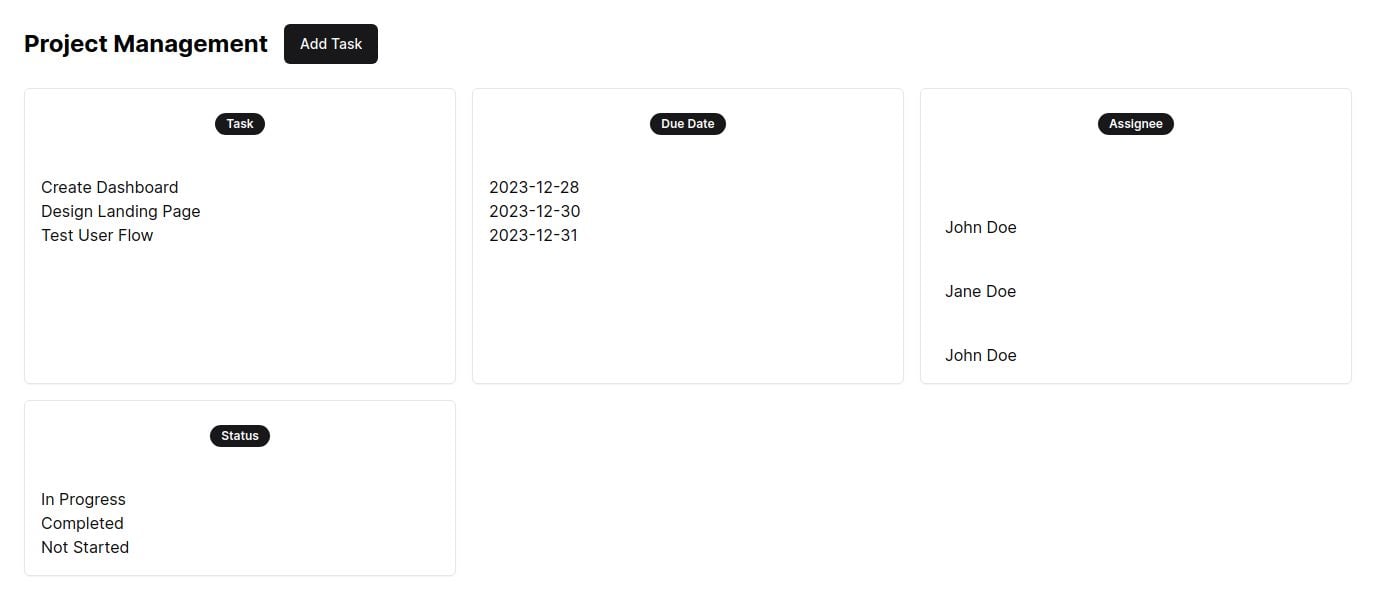 Project Management
Add Task
Task
Create Dashboard
Design Landing Page
Test User Flow
Due Date
2023-12-28
2023-12-30
2023-12-31
Assignee
John Doe
Jane Doe
John Doe
Status
In Progress
Completed
Not Started